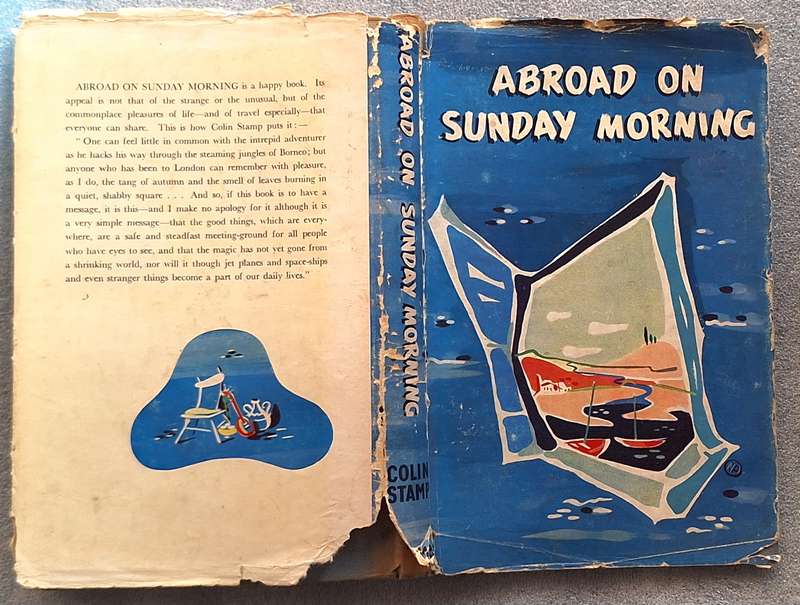 ABROAD ON SUNDAY MORNING is a happy book. Its
appeal is not that of the strange or the unusual, but of the
commonplace pleasures of life—and of travel especially—that
everyone can share. This is how Colin Stamp puts it :—
“ One can feel little in common with the intrepid adventurer
as he hacks his way through the steaming jungles of Borneo; but
anyone who has been to London can remember with pleasure,
as I do, the tang of autumn and the smell of leaves burning in
a quiet, shabby square . . . And so, if this book is to have a
message, it is this—and I make no apology for it although it is
a very simple message—that the good things, which are every-
where, are a safe and steadfast meeting-ground for all people
who have eyes to see, and that the magic has not yet gone from
a shrinking world, nor will it though jet planes and space-ships
and even stranger things become a part of our daily lives.”
ABROAD ON SUNDAY MORNING
COLIN
STAMP
ABROAD ON
SUNDAY MORNING